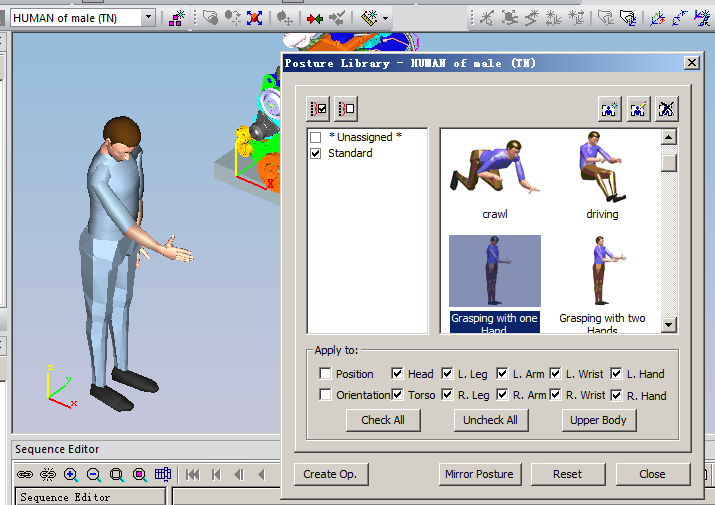 HUMAN of male (TN)
Posture Library - HUMAN of male (TN)
* Unassigned *
Standard
crawl
driving
Grasping with one
Hand
Grasping with two
Hands
Apply to:
Position Head L. Leg L. Arm L. Wrist L. Hand
Orientation Torso R. Leg R. Arm R. Wrist R. Hand
Check All Uncheck All Upper Body
Create Op. Mirror Posture Reset Close
X
z
y
x
Sequence Editor
Sequence Editor